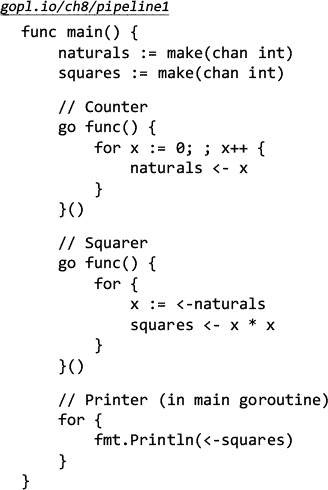 gopl.io/ch8/pipeline1
func main() {
    naturals := make(chan int)
    squares := make(chan int)

    // Counter
    go func() {
        for x := 0; ; x++ {
            naturals <- x
        }
    }()

    // Squarer
    go func() {
        for {
            x := <-naturals
            squares <- x * x
        }
    }()

    // Printer (in main goroutine)
    for {
        fmt.Println(<-squares)
    }
}